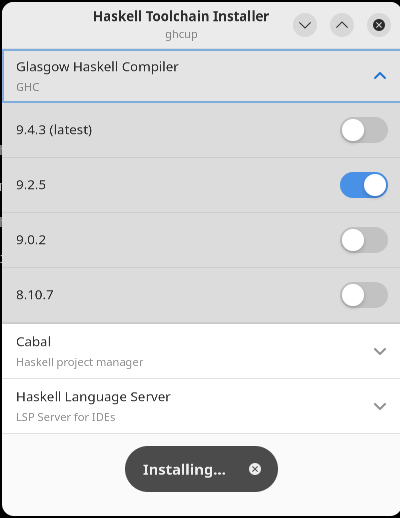 Haskell Toolchain Installer
ghcup
Glasgow Haskell Compiler
GHC
9.4.3 (latest)
9.2.5
9.0.2
8.10.7
Cabal
Haskell project manager
Haskell Language Server
LSP Server for IDEs
Installing...